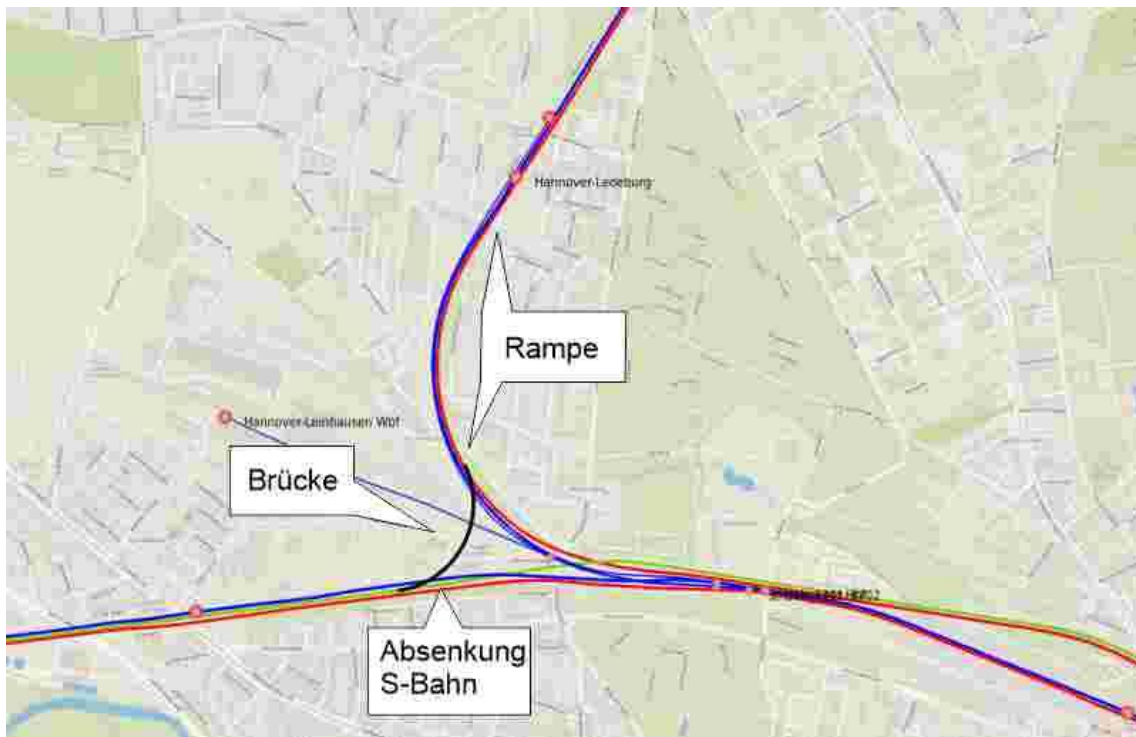 Hannover-Ledeburg
Rampe
Hannover-Leinhausen Wbf
Brücke
Absenkung
S-Bahn